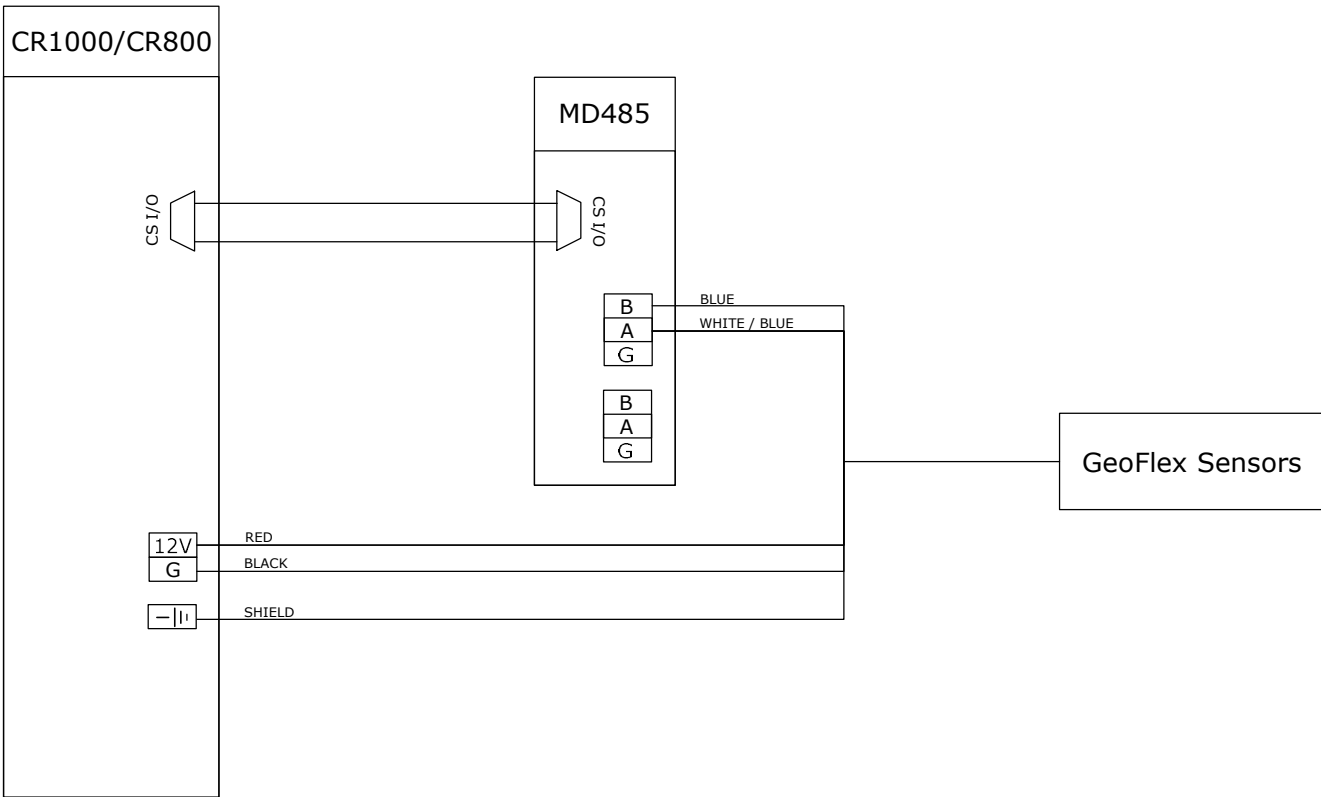 CR1000/CR800
MD485
CS I/O
CS I/O
B
BLUE
A
WHITE / BLUE
G
B
A
G
GeoFlex Sensors
12V
RED
G
BLACK
SHIELD